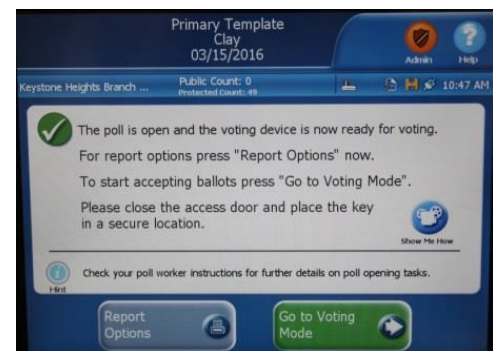 Primary Template
Clay
03/15/2016
Admin
Help
Keystone Heights Branch ...
Public Count: 0
Protected Count: 49
10:47 AM
The poll is open and the voting device is now ready for voting.
For report options press "Report Options" now.
To start accepting ballots press "Go to Voting Mode".
Please close the access door and place the key
in a secure location.
Show Me How
Hint
Check your poll worker instructions for further details on poll opening tasks.
Report
Options
Go to Voting
Mode